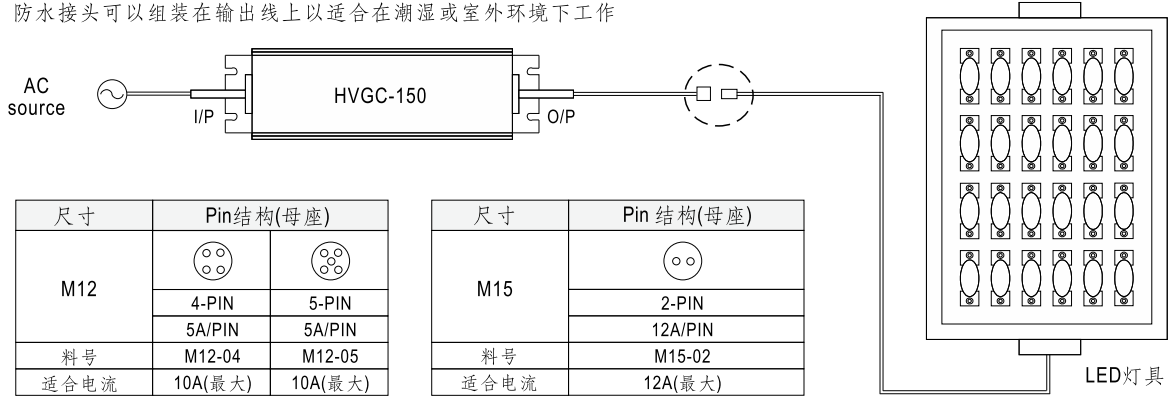 防水接头可以组装在输出线上以适合在潮湿或室外环境下工作
AC
source
I/P
HVGC-150
O/P
尺寸 Pin结构(母座)
M12
4-PIN 5-PIN
5A/PIN 5A/PIN
料号 M12-04 M12-05
适合电流 10A(最大) 10A(最大)
尺寸 Pin 结构(母座)
M15
2-PIN
12A/PIN
料号 M15-02
适合电流 12A(最大)
LED灯具